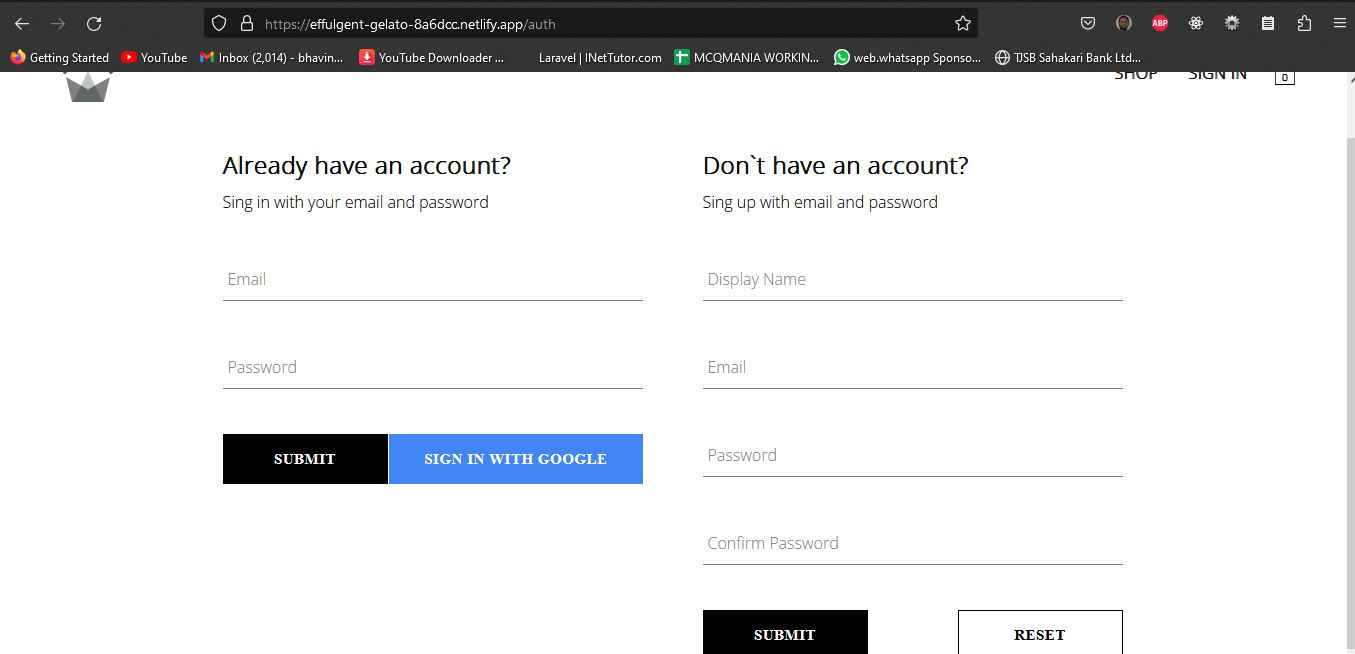 https://effulgent-gelato-8a6dcc.netlify.app/auth
ABP
Getting Started YouTube Inbox (2,014) - bhavin... YouTube Downloader ... Laravel | INetTutor.com MCQMANIA WORKIN... web.whatsapp Sponso... TJSB Sahakari Bank Ltd...
SHOP SIGN IN 0
Already have an account?
Sing in with your email and password
Email
Password
SUBMIT SIGN IN WITH GOOGLE
Don`t have an account?
Sing up with email and password
Display Name
Email
Password
Confirm Password
SUBMIT RESET